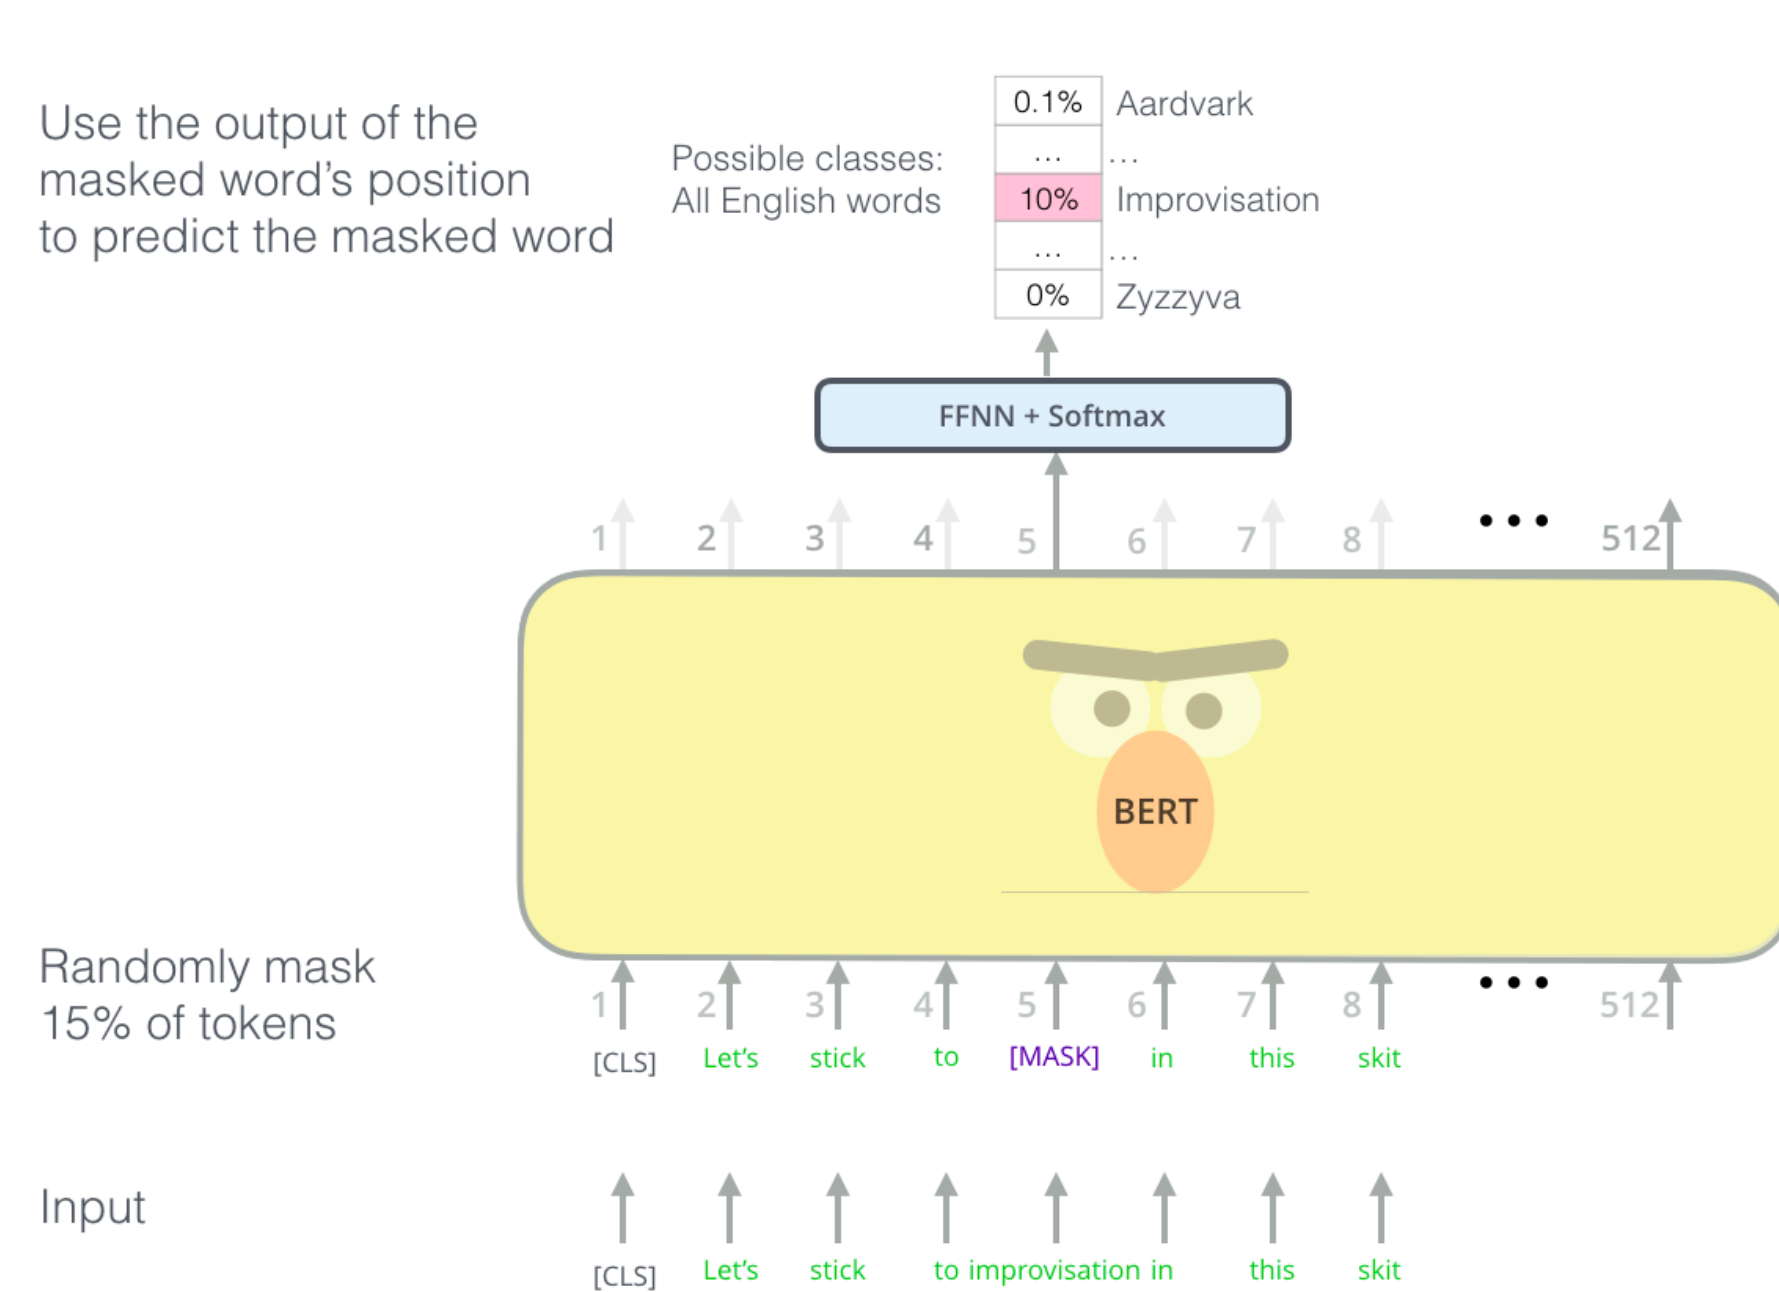 Use the output of the
masked word’s position
to predict the masked word
Possible classes:
All English words
0.1% Aardvark
... ...
10% Improvisation
... ...
0% Zyzzyva
FFNN + Softmax
1 2 3 4 5 6 7 8 ••• 512
BERT
Randomly mask
15% of tokens
1 2 3 4 5 6 7 8 ••• 512
[CLS] Let’s stick to [MASK] in this skit
Input
[CLS] Let’s stick to improvisation in this skit